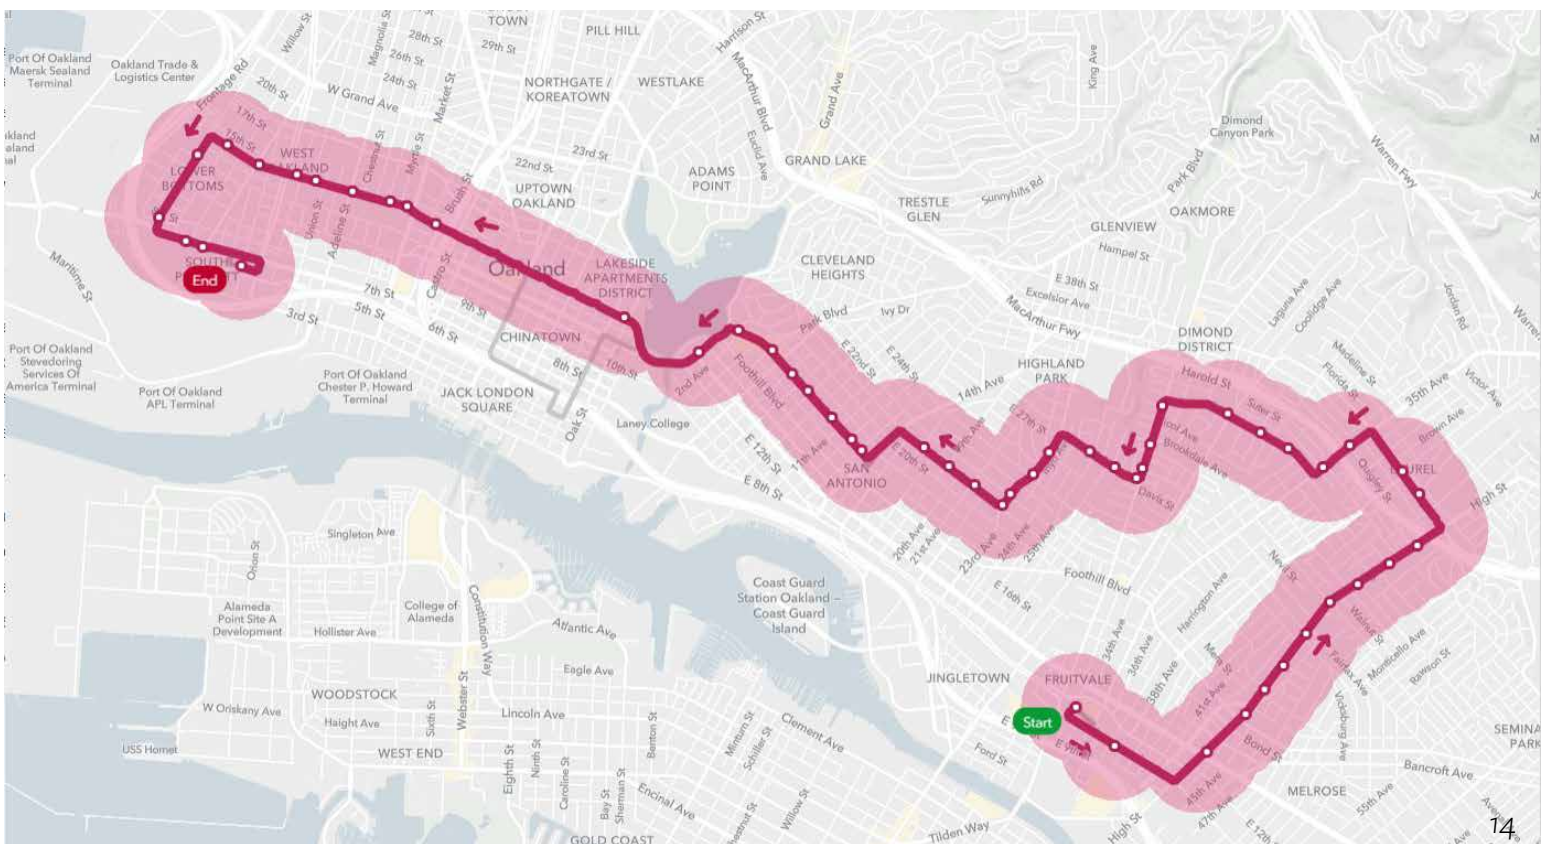 TOWN
PILL HILL
Harrison St
Willow St
Magnolia St
28th St
29th St
26th St
24th St
Port Of Oakland
Maersk Sealand
Terminal
Oakland Trade &
Logistics Center
Frontage Rd
20th St
W Grand Ave
Market St
NORTHGATE /
KOREATOWN
WESTLAKE
MacArthur Blvd
Grand Ave
King Ave
Dimond
Canyon Park
Warren Fwy
17th St
15th St
WEST
Chestnut St
Myrtle St
23rd St
22nd St
Euclid Ave
GRAND LAKE
Park Blvd
LOWER
BOTTOMS
Brush St
UPTOWN
OAKLAND
ADAMS
POINT
Sunnyhills Rd
TRESTLE
GLEN
OAKMORE
Union St
Adeline St
GLENVIEW
Hampel St
Maritime St
End
Castro St
Oakland
LAKESIDE
APARTMENTS
DISTRICT
CLEVELAND
HEIGHTS
E 38th St
Excelsior Ave
Laguna Ave
Coolidge Ave
Jordan Rd
7th St
5th St
3rd St
6th St
9th St
CHINATOWN
Park Blvd
Ivy Dr
MacArthur Fwy
DIMOND
DISTRICT
Port Of Oakland
Stevedoring
Services Of
America Terminal
Port Of Oakland
APL Terminal
Port Of Oakland
Chester P. Howard
Terminal
JACK LONDON
SQUARE
8th St
10th St
2nd Ave
Foothill Blvd
E 22nd St
E 24th St
14th Ave
HIGHLAND
PARK
Harold St
Suter St
Madeline St
Florida St
35th Ave
Victor Ave
Brown Ave
Oak St
Laney College
E 12th St
11th Ave
E 8th St
SAN
ANTONIO
E 20th St
E 27th St
Brookdale Ave
Davis St
Quigley St
High St
20th Ave
21st Ave
23rd Ave
24th Ave
25th Ave
E 16th St
Foothill Blvd
Singleton Ave
Orion St
Alameda
Point Site A
Development
Hollister Ave
College of
Alameda
Constitution Way
Atlantic Ave
Eagle Ave
Coast Guard
Station Oakland –
Coast Guard
Island
Harrington Ave
34th Ave
36th Ave
38th Ave
41st Ave
Walnut St
Fairfax Ave
Monticello Ave
Rawson St
WOODSTOCK
W Oriskany Ave
Haight Ave
Sixth St
Webster St
Lincoln Ave
Benton St
JINGLETOWN
FRUITVALE
Start
Minturn St
Schiller St
Clement Ave
Ford St
Bond St
Vicksburg Ave
USS Hornet
WEST END
Eighth St
Ninth St
Caroline St
Bay St
Sherman St
Encinal Ave
Willow St
GOLD COAST
Tilden Way
High St
45th Ave
47th Ave
E 12th
MELROSE
55th Ave
Bancroft Ave
14